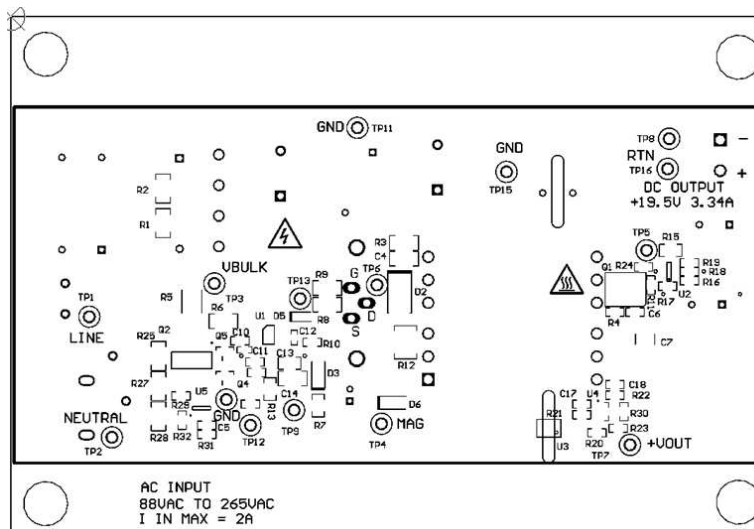 GND TP11
TP8 -
GND
RTN
TP15
TP16 +
DC OUTPUT
+19.5V 3.34A
R2
R1
R3
C4
TP5
R15
R24
Q1
R19
R18
R16
R17
U2
R11
R4
C6
C7
VBULK
TP3
TP13
R9
G
TP6
D2
D
S
R8
R5
R6
U1
D5
TP1
LINE
Q2
Q5
C10
C12
R10
C11
C13
R12
R25
R27
U5
Q4
D3
C14
R13
D6
R7
TP9
TP4
MAG
NEUTRAL
TP2
R28
R32
C5
R31
GND
TP12
C18
R22
C17
U4
R21
R30
R23
R20
U3
TP7
+VOUT
AC INPUT
88VAC TO 265VAC
I IN MAX = 2A